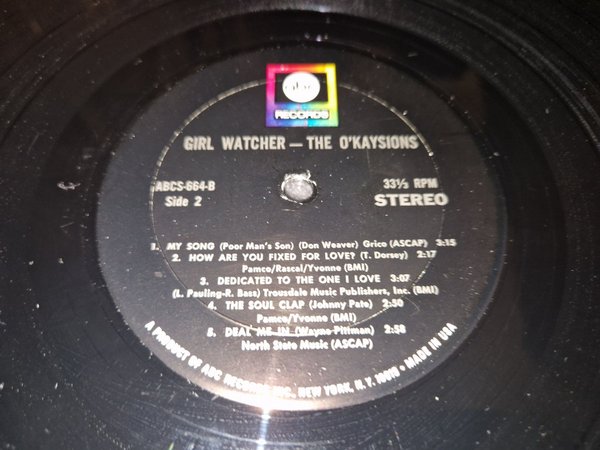 abc
RECORDS
GIRL WATCHER — THE O'KAYSIONS
ABCS-664-B
Side 2
33⅓ RPM
STEREO
1. MY SONG (Poor Man's Son) (Don Weaver) Grico (ASCAP) 3:15
2. HOW ARE YOU FIXED FOR LOVE? (T. Dorsey) 2:17
Pamco/Rascal/Yvonne (BMI)
3. DEDICATED TO THE ONE I LOVE 3:07
(L. Pauling-R. Bass) Trousdale Music Publishers, Inc. (BMI)
4. THE SOUL CLAP (Johnny Pate) 2:50
Pamco/Yvonne (BMI)
5. DEAL ME IN (Wayne Pittman) 2:58
North State Music (ASCAP)
A PRODUCT OF ABC RECORDS, INC. NEW YORK, N.Y. 10019 • MADE IN USA